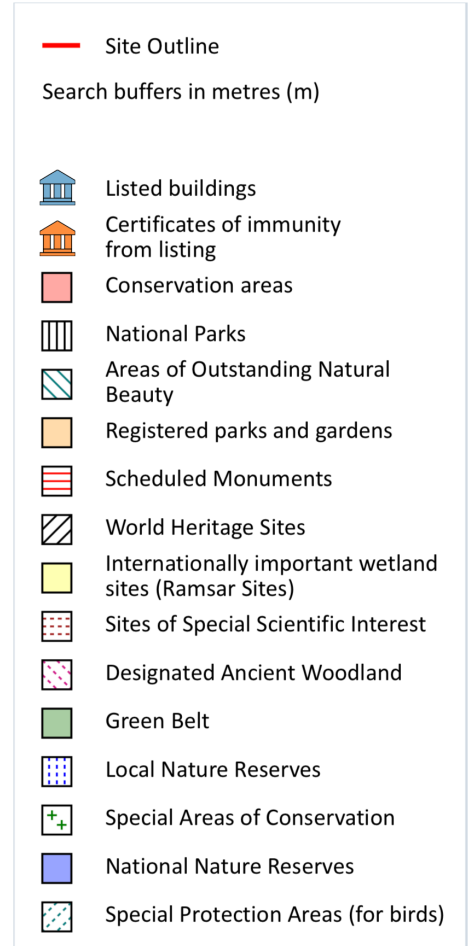 Site Outline
Search buffers in metres (m)
Listed buildings
Certificates of immunity
from listing
Conservation areas
National Parks
Areas of Outstanding Natural
Beauty
Registered parks and gardens
Scheduled Monuments
World Heritage Sites
Internationally important wetland
sites (Ramsar Sites)
Sites of Special Scientific Interest
Designated Ancient Woodland
Green Belt
Local Nature Reserves
Special Areas of Conservation
National Nature Reserves
Special Protection Areas (for birds)